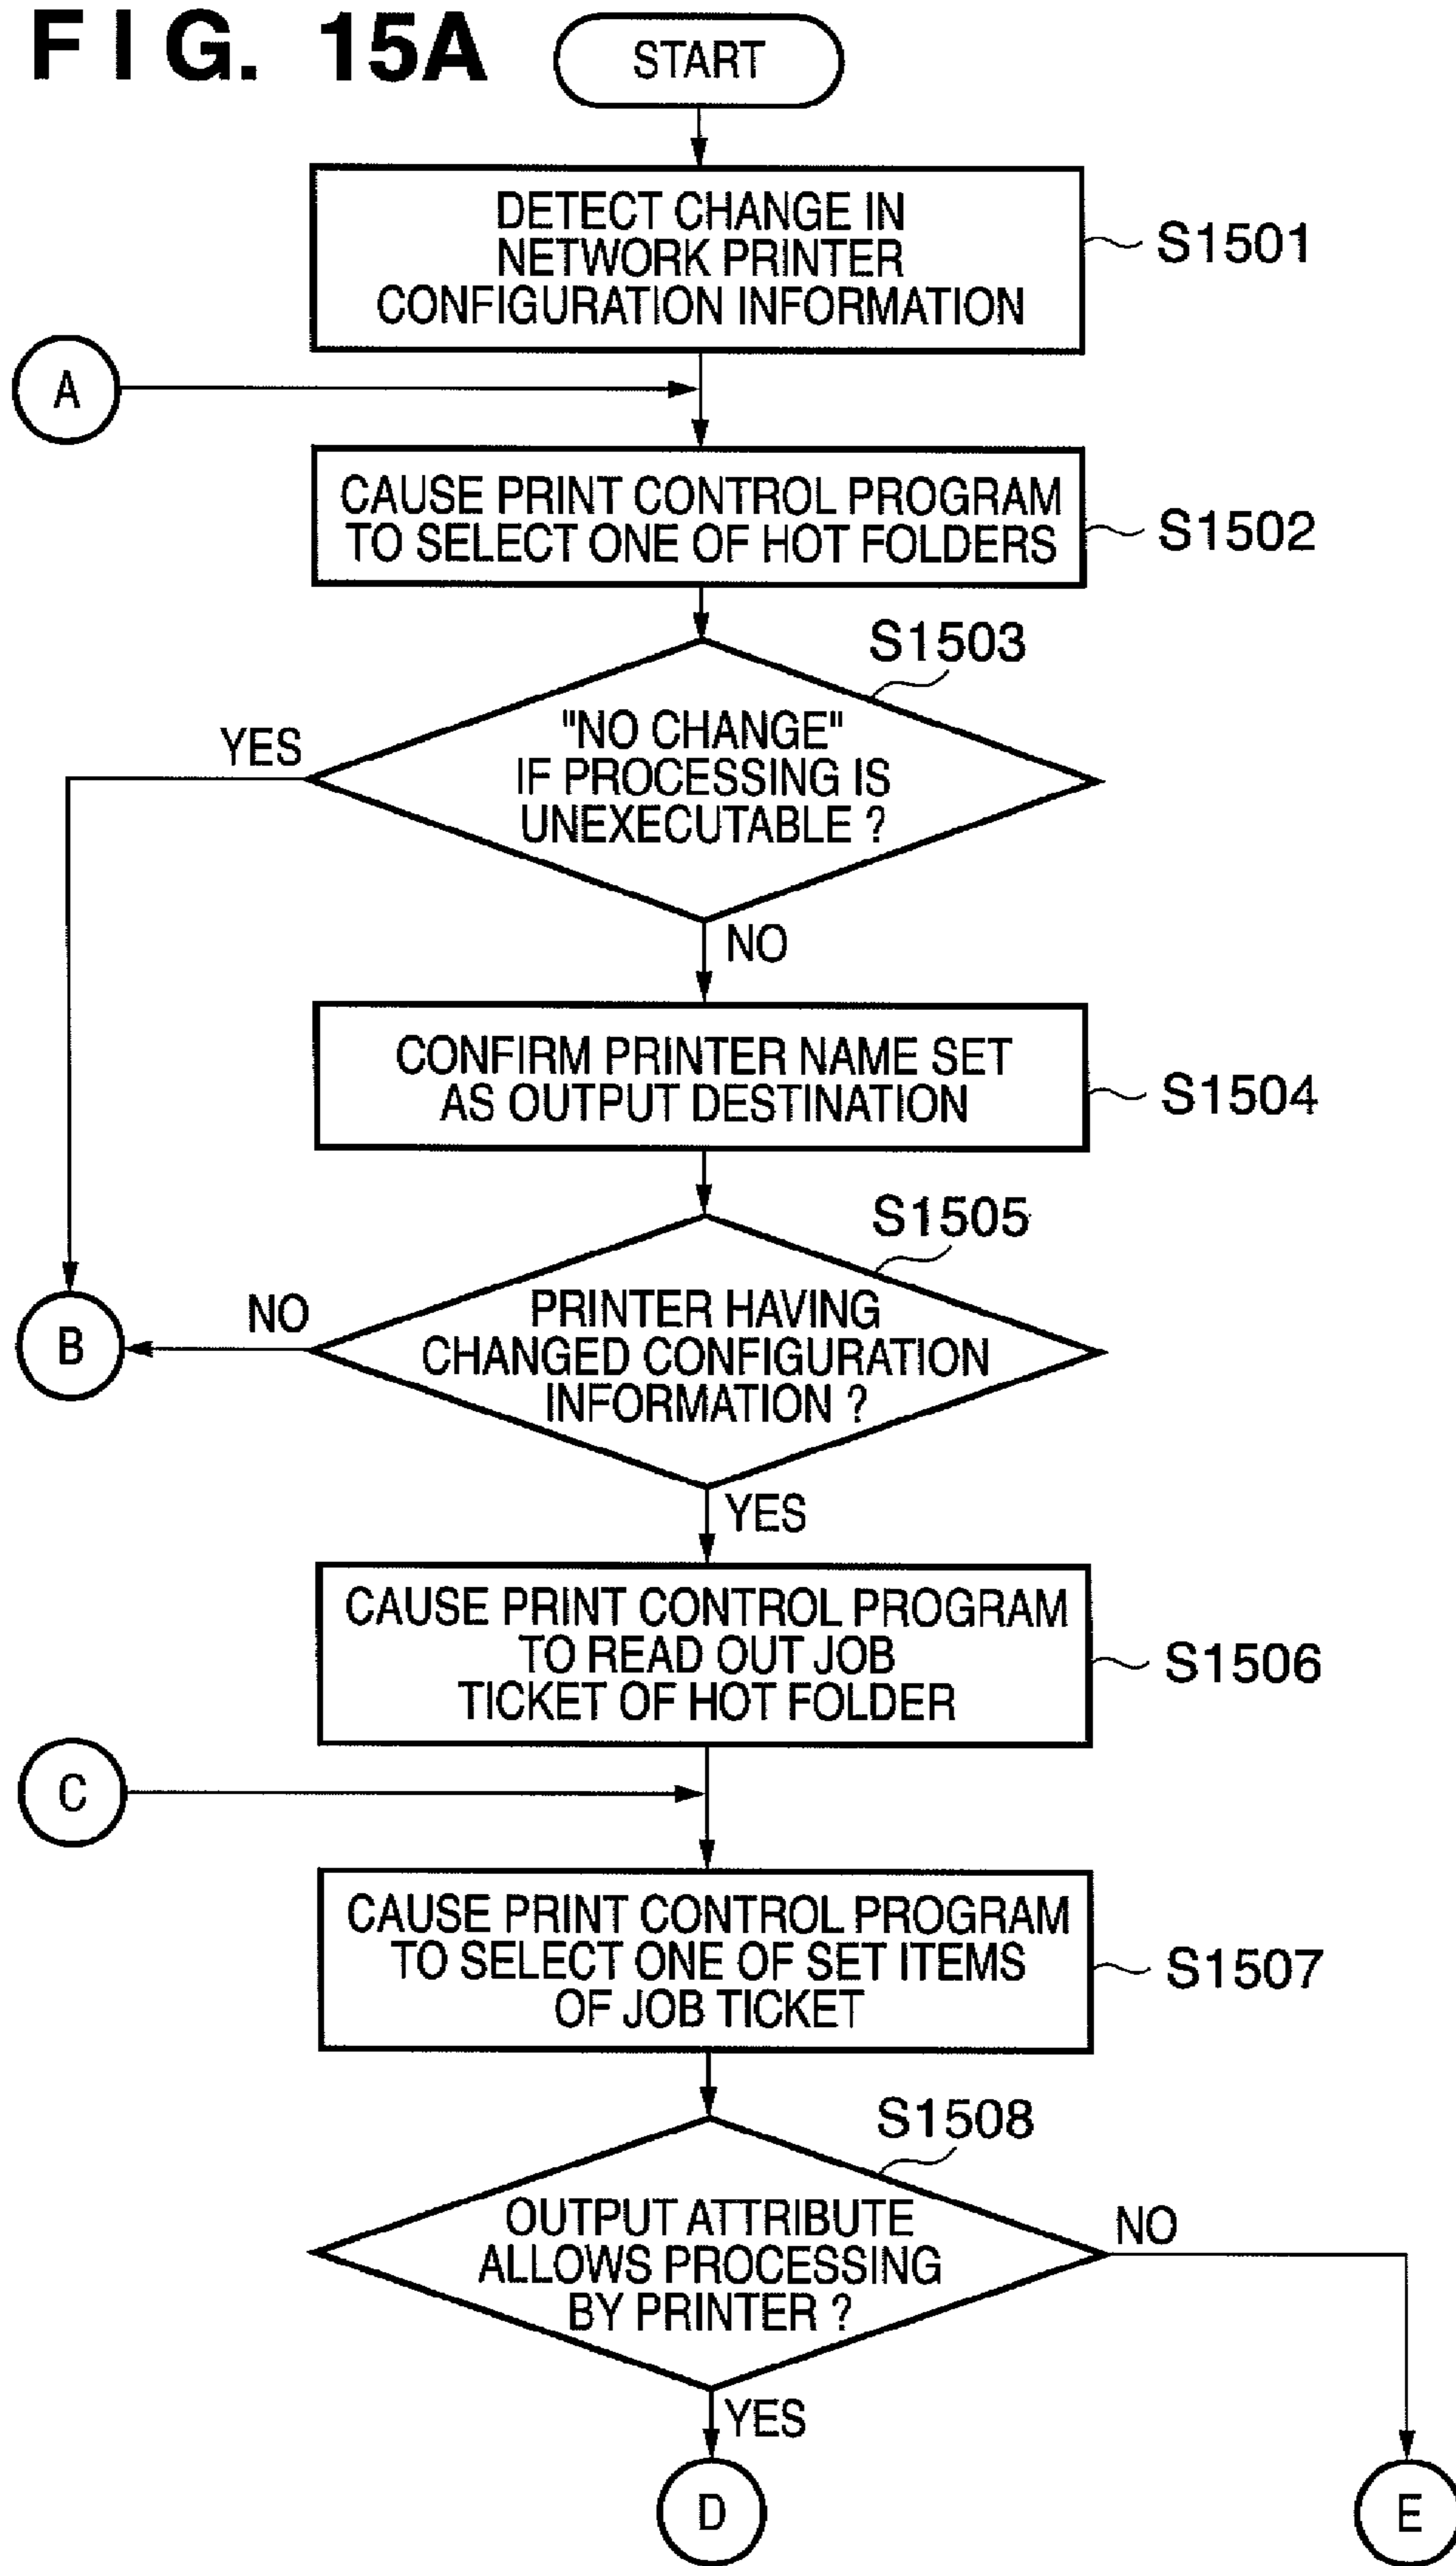 FIG. 15A
START
DETECT CHANGE IN
NETWORK PRINTER
CONFIGURATION INFORMATION
S1501
A
CAUSE PRINT CONTROL PROGRAM
TO SELECT ONE OF HOT FOLDERS
S1502
S1503
"NO CHANGE"
IF PROCESSING IS
UNEXECUTABLE ?
YES
NO
CONFIRM PRINTER NAME SET
AS OUTPUT DESTINATION
S1504
S1505
PRINTER HAVING
CHANGED CONFIGURATION
INFORMATION ?
NO
B
YES
CAUSE PRINT CONTROL PROGRAM
TO READ OUT JOB
TICKET OF HOT FOLDER
S1506
C
CAUSE PRINT CONTROL PROGRAM
TO SELECT ONE OF SET ITEMS
OF JOB TICKET
S1507
S1508
OUTPUT ATTRIBUTE
ALLOWS PROCESSING
BY PRINTER ?
NO
YES
D
E